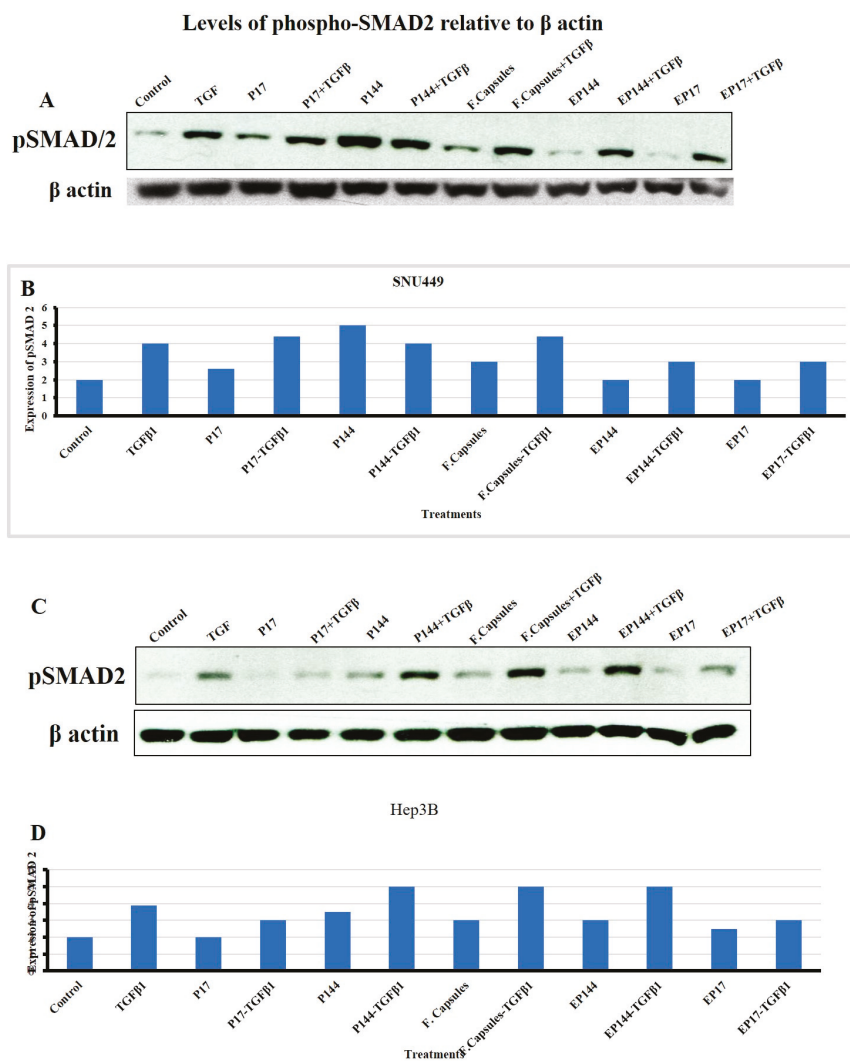 Levels of phospho-SMAD2 relative to β actin
A
Control
TGF
P17
P17+TGFβ
P144
P144+TGFβ
F.Capsules
F.Capsules+TGFβ
EP144
EP144+TGFβ
EP17
EP17+TGFβ
pSMAD/2
β actin
B
SNU449
Expression of pSMAD 2
6
5
4
3
2
1
0
Control
TGFβ1
P17
P17-TGFβ1
P144
P144-TGFβ1
F.Capsules
F.Capsules-TGFβ1
EP144
EP144-TGFβ1
EP17
EP17-TGFβ1
Treatments
C
Control
TGF
P17
P17+TGFβ
P144
P144+TGFβ
F.Capsules
F.Capsules+TGFβ
EP144
EP144+TGFβ
EP17
EP17+TGFβ
pSMAD2
β actin
Hep3B
D
Expresion of pSMAD 2
Control
TGFβ1
P17
P17-TGFβ1
P144
P144-TGFβ1
F. Capsules
F.Capsules-TGFβ1
EP144
EP144-TGFβ1
EP17
EP17-TGFβ1
Treatments